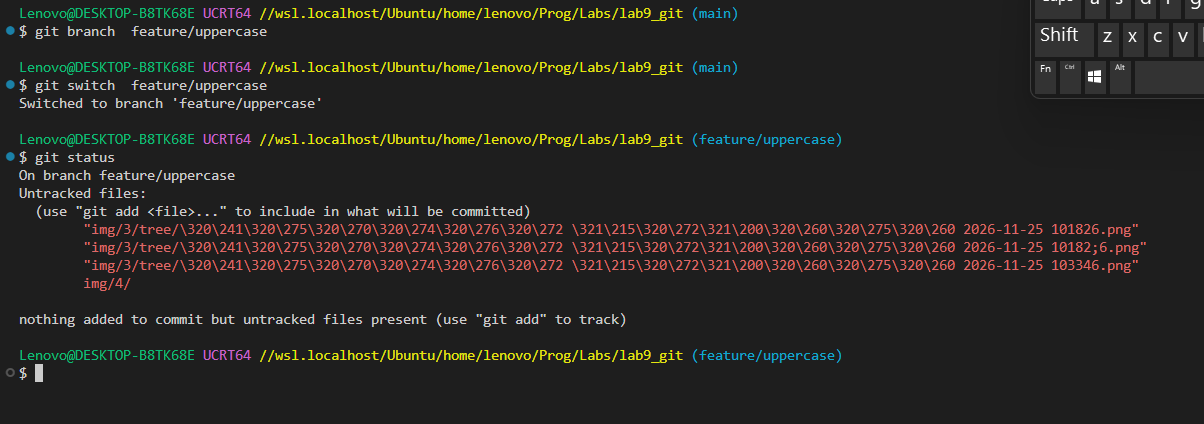 Lenovo@DESKTOP-B8TK68E UCRT64 //wsl.localhost/Ubuntu/home/lenovo/Prog/Labs/lab9_git (main)
$ git branch  feature/uppercase
Lenovo@DESKTOP-B8TK68E UCRT64 //wsl.localhost/Ubuntu/home/lenovo/Prog/Labs/lab9_git (main)
$ git switch  feature/uppercase
Switched to branch 'feature/uppercase'
Lenovo@DESKTOP-B8TK68E UCRT64 //wsl.localhost/Ubuntu/home/lenovo/Prog/Labs/lab9_git (feature/uppercase)
$ git status
On branch feature/uppercase
Untracked files:
  (use "git add <file>..." to include in what will be committed)
        "img/3/tree/\320\241\320\275\320\270\320\274\320\276\320\272 \321\215\320\272\321\200\320\260\320\275\320\260 2026-11-25 101826.png"
        "img/3/tree/\320\241\320\275\320\270\320\274\320\276\320\272 \321\215\320\272\321\200\320\260\320\275\320\260 2026-11-25 10182;6.png"
        "img/3/tree/\320\241\320\275\320\270\320\274\320\276\320\272 \321\215\320\272\321\200\320\260\320\275\320\260 2026-11-25 103346.png"
        img/4/
nothing added to commit but untracked files present (use "git add" to track)
Lenovo@DESKTOP-B8TK68E UCRT64 //wsl.localhost/Ubuntu/home/lenovo/Prog/Labs/lab9_git (feature/uppercase)
$
Shift z x c v
Fn Ctrl Alt